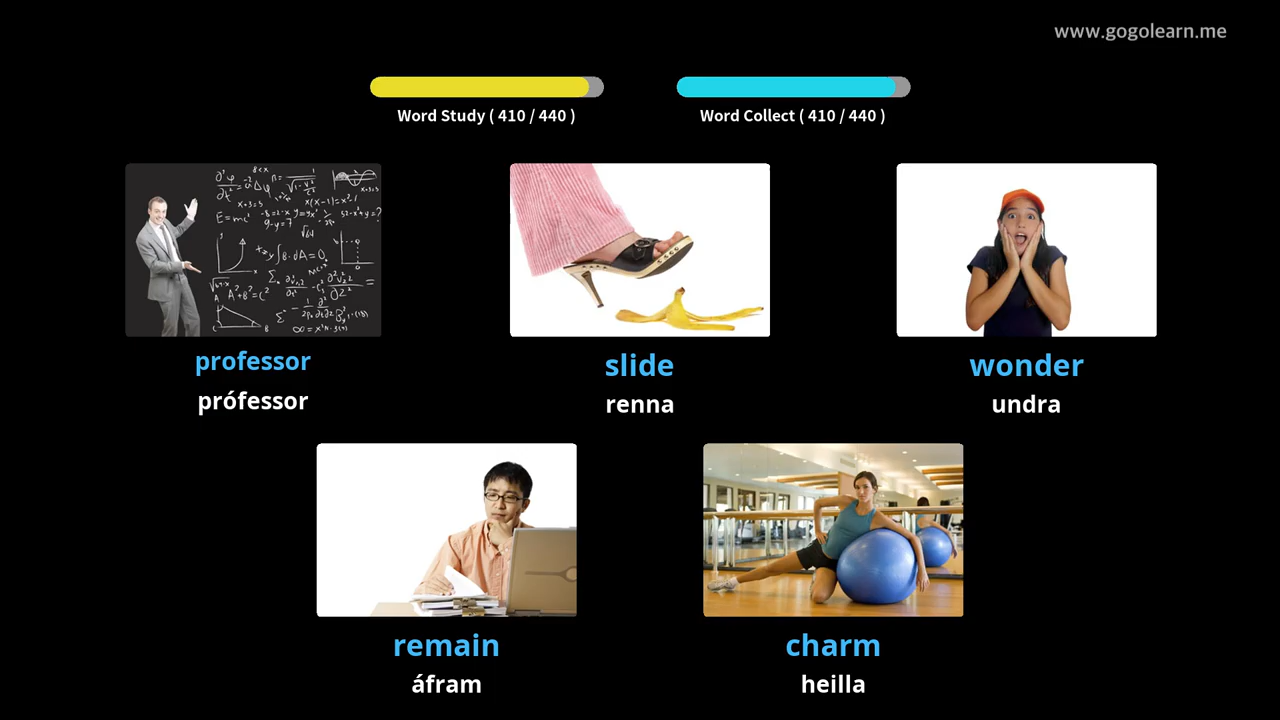 www.gogolearn.me
Word Study ( 410 / 440 )
Word Collect ( 410 / 440 )
professor
prófessor
slide
renna
wonder
undra
remain
áfram
charm
heilla